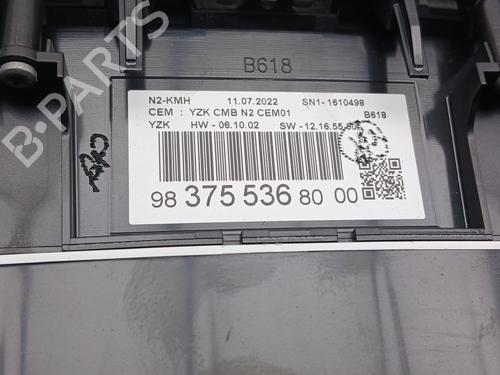 B-PARTS
B618
N2-KMH 11.07.2022 SN1-1610498
CEM : YZK CMB N2 CEM01 B618
YZK HW - 06.10.02 SW - 12.16.55
98 375 536 80 00